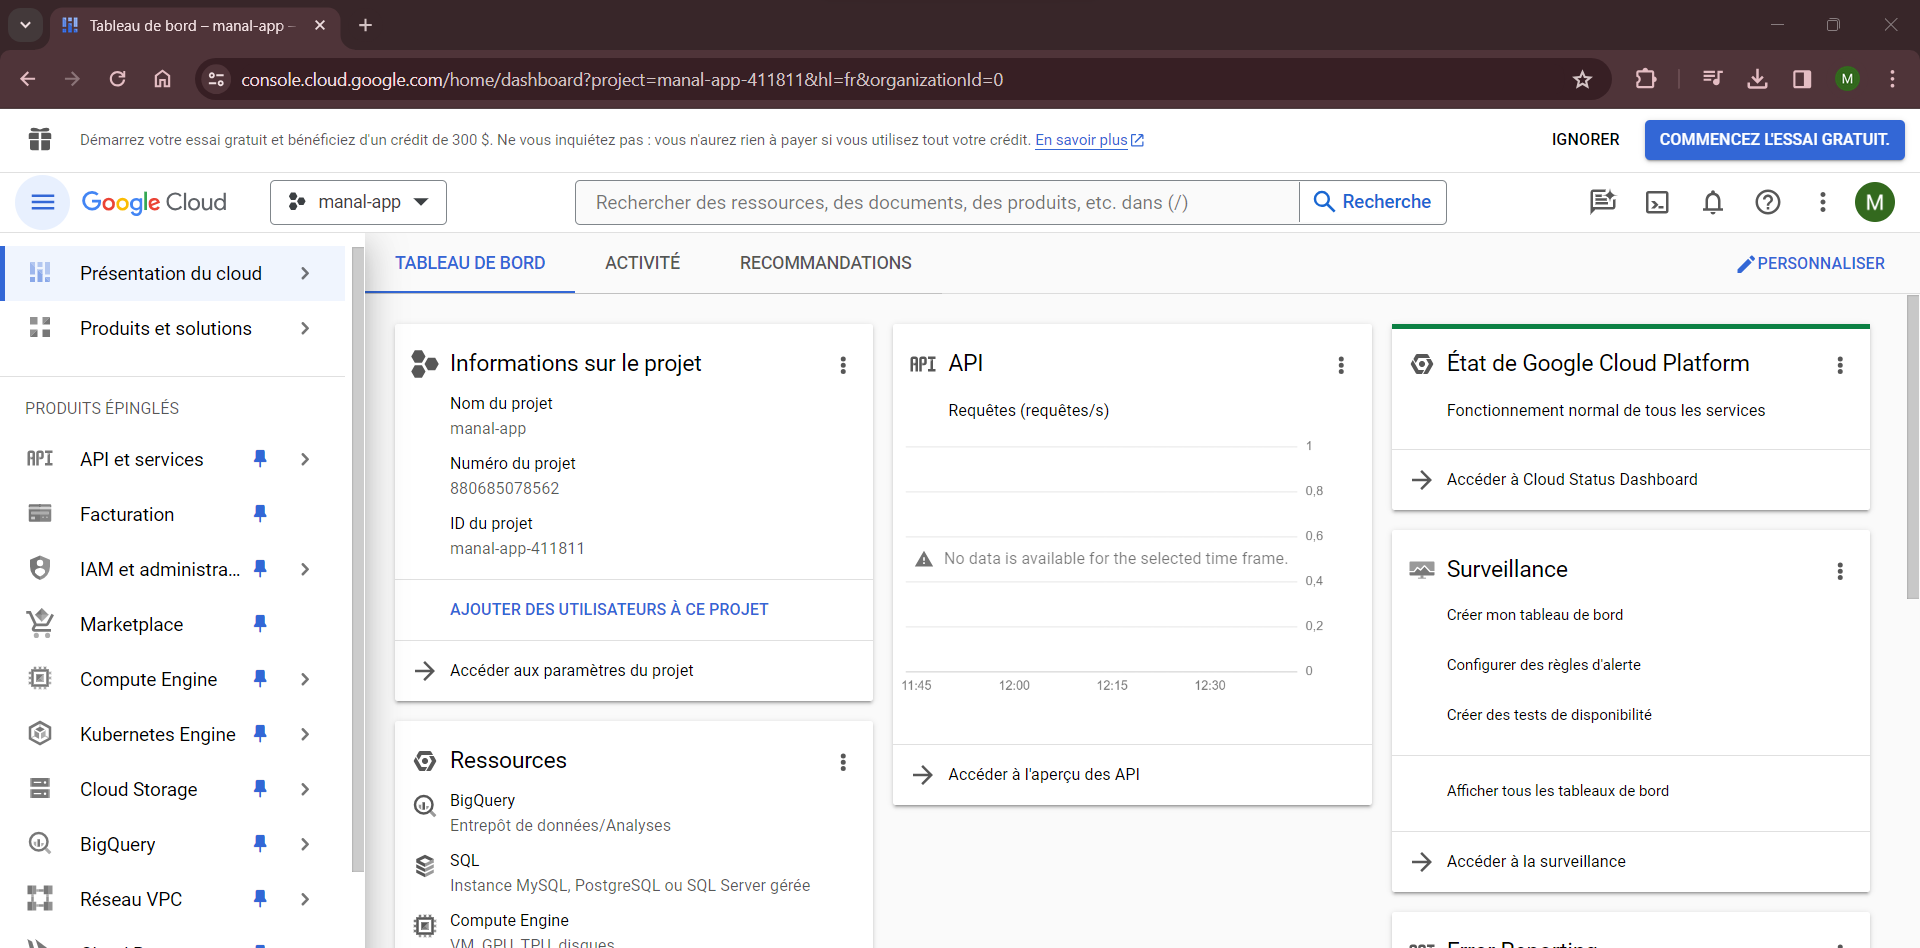 Tableau de bord – manal-app –
console.cloud.google.com/home/dashboard?project=manal-app-411811&hl=fr&organizationId=0
M
Démarrez votre essai gratuit et bénéficiez d'un crédit de 300 $. Ne vous inquiétez pas : vous n'aurez rien à payer si vous utilisez tout votre crédit. En savoir plus
IGNORER
COMMENCEZ L'ESSAI GRATUIT.
Google Cloud
manal-app
Rechercher des ressources, des documents, des produits, etc. dans (/)
Recherche
M
Présentation du cloud
Produits et solutions
PRODUITS ÉPINGLÉS
API et services
Facturation
IAM et administra...
Marketplace
Compute Engine
Kubernetes Engine
Cloud Storage
BigQuery
Réseau VPC
TABLEAU DE BORD
ACTIVITÉ
RECOMMANDATIONS
PERSONNALISER
Informations sur le projet
Nom du projet
manal-app
Numéro du projet
880685078562
ID du projet
manal-app-411811
AJOUTER DES UTILISATEURS À CE PROJET
Accéder aux paramètres du projet
Ressources
BigQuery
Entrepôt de données/Analyses
SQL
Instance MySQL, PostgreSQL ou SQL Server gérée
Compute Engine
VM, GPU, TPU, disques
API API
Requêtes (requêtes/s)
1
0,8
0,6
No data is available for the selected time frame.
0,4
0,2
0
11:45 12:00 12:15 12:30
Accéder à l'aperçu des API
État de Google Cloud Platform
Fonctionnement normal de tous les services
Accéder à Cloud Status Dashboard
Surveillance
Créer mon tableau de bord
Configurer des règles d'alerte
Créer des tests de disponibilité
Afficher tous les tableaux de bord
Accéder à la surveillance
Error Reporting